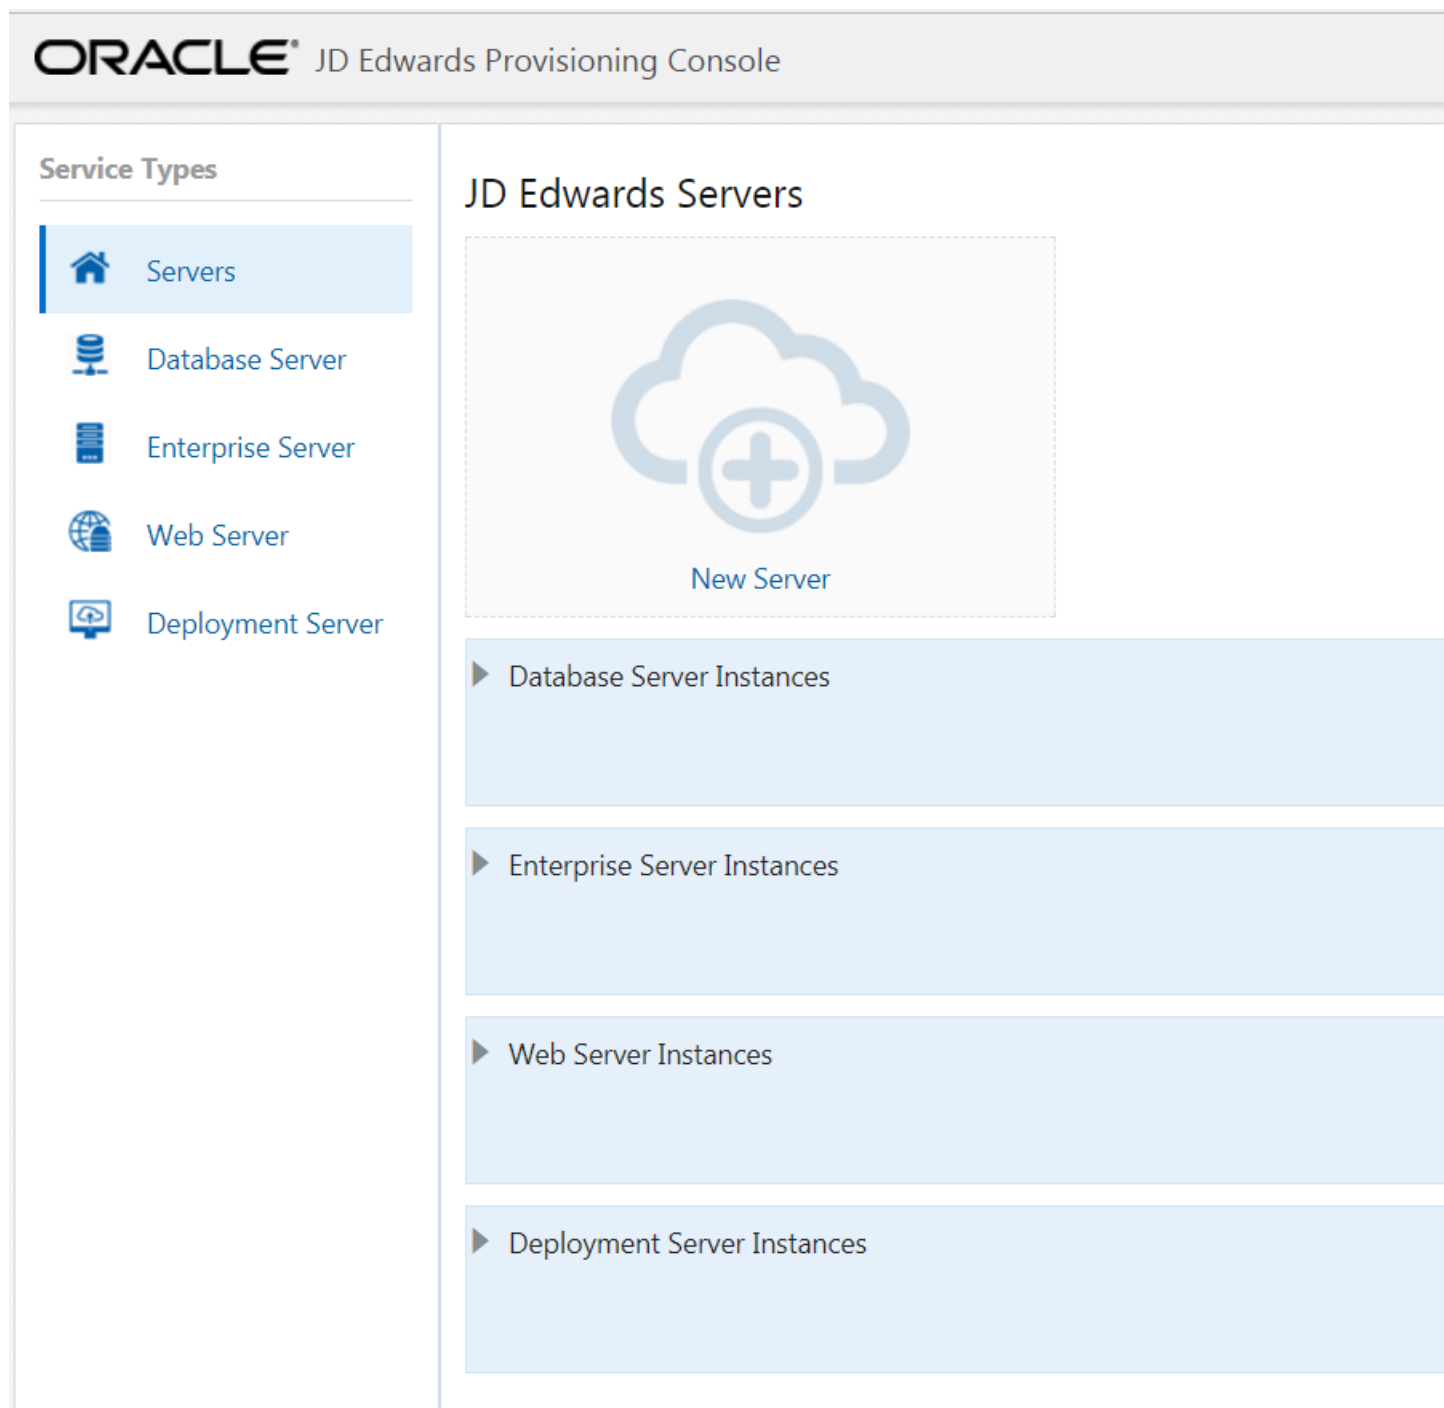 ORACLE® JD Edwards Provisioning Console
Service Types
Servers
Database Server
Enterprise Server
Web Server
Deployment Server
JD Edwards Servers
New Server
Database Server Instances
Enterprise Server Instances
Web Server Instances
Deployment Server Instances